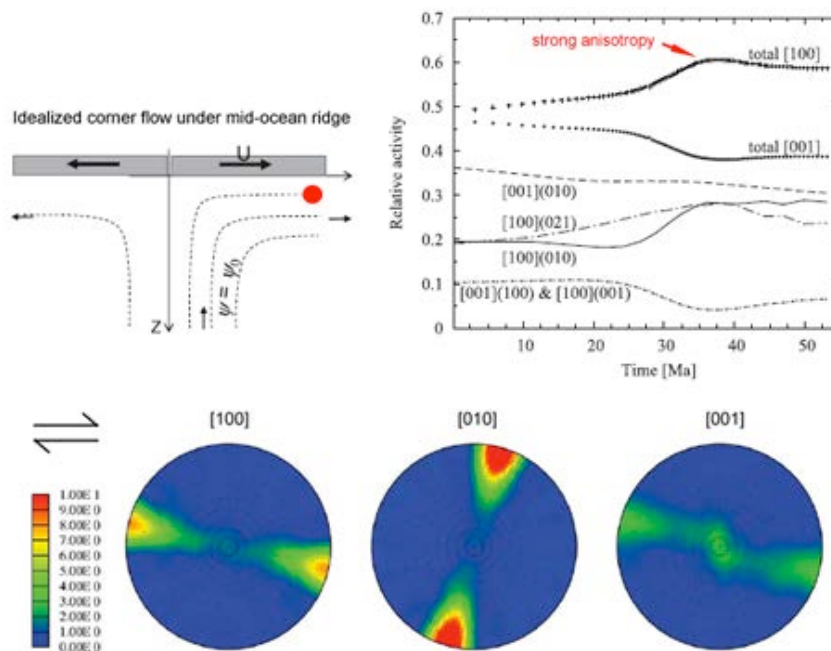 Idealized corner flow under mid-ocean ridge
U
ψ = ψ0
Z
0.7
0.6
0.5
0.4
0.3
0.2
0.1
0
Relative activity
strong anisotropy
total [100]
total [001]
[001](010)
[100](021)
[100](010)
[001](100) & [100](001)
10
20
30
40
50
Time [Ma]
[100]
[010]
[001]
1.00E 1
9.00E 0
8.00E 0
7.00E 0
6.00E 0
5.00E 0
4.00E 0
3.00E 0
2.00E 0
1.00E 0
0.00E 0